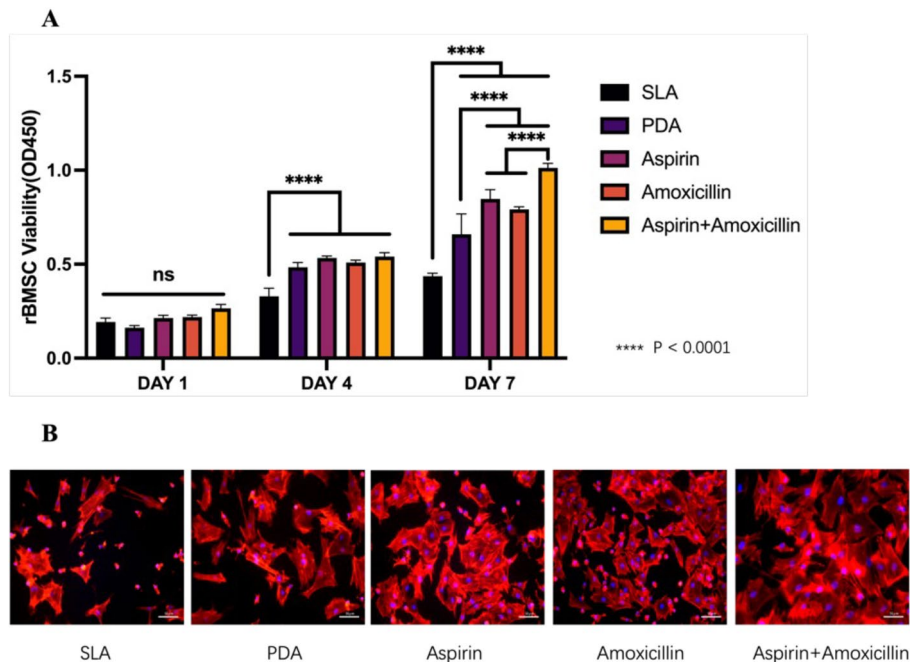 A
rBMSC Viability(OD450)
1.5
1.0
0.5
0.0
ns
****
****
****
****
DAY 1
DAY 4
DAY 7
SLA
PDA
Aspirin
Amoxicillin
Aspirin+Amoxicillin
**** P < 0.0001
B
SLA
PDA
Aspirin
Amoxicillin
Aspirin+Amoxicillin